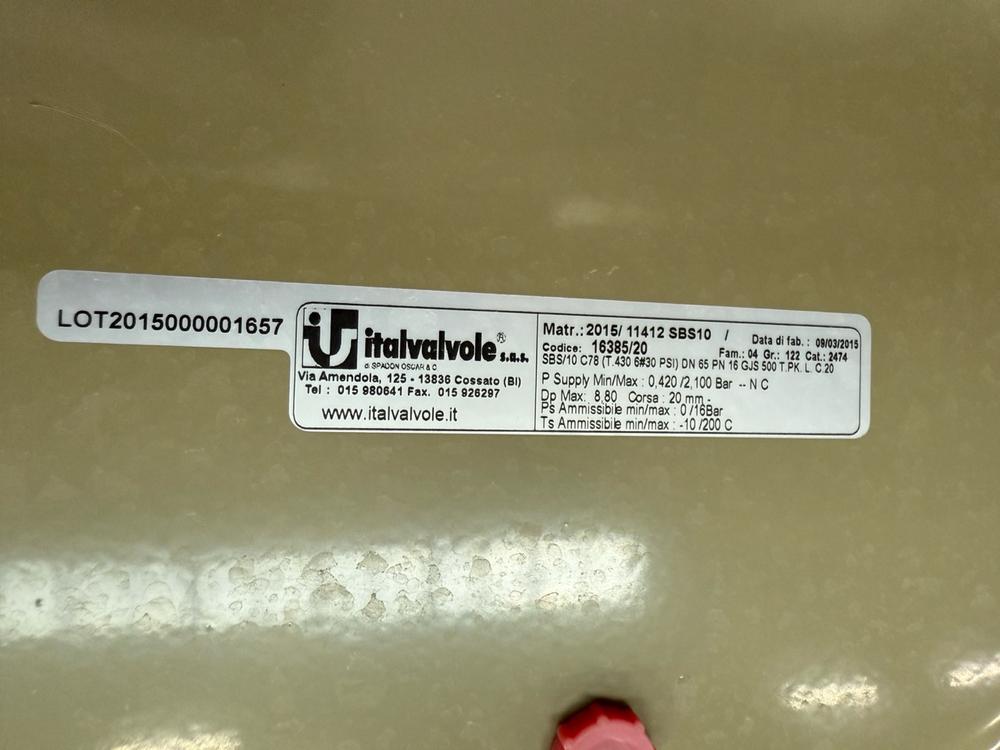 LOT2015000001657
italvalvole® s.a.s.
di SPADON OSCAR & C
Via Amendola, 125 - 13836 Cossato (BI)
Tel : 015 980641 Fax. 015 926297
www.italvalvole.it
Matr.: 2015/ 11412 SBS10 / Data di fab.: 09/03/2015
Codice: 16385/20 Fam.: 04 Gr.: 122 Cat.: 2474
SBS/10 C78 (T.430 6#30 PSI) DN 65 PN 16 GJS 500 T.PK. L. C.20
P Supply Min/Max : 0,420 /2,100 Bar -- N C
Dp Max: 8,80 Corsa : 20 mm -
Ps Ammissibile min/max : 0 /16Bar
Ts Ammissibile min/max : -10 /200 C